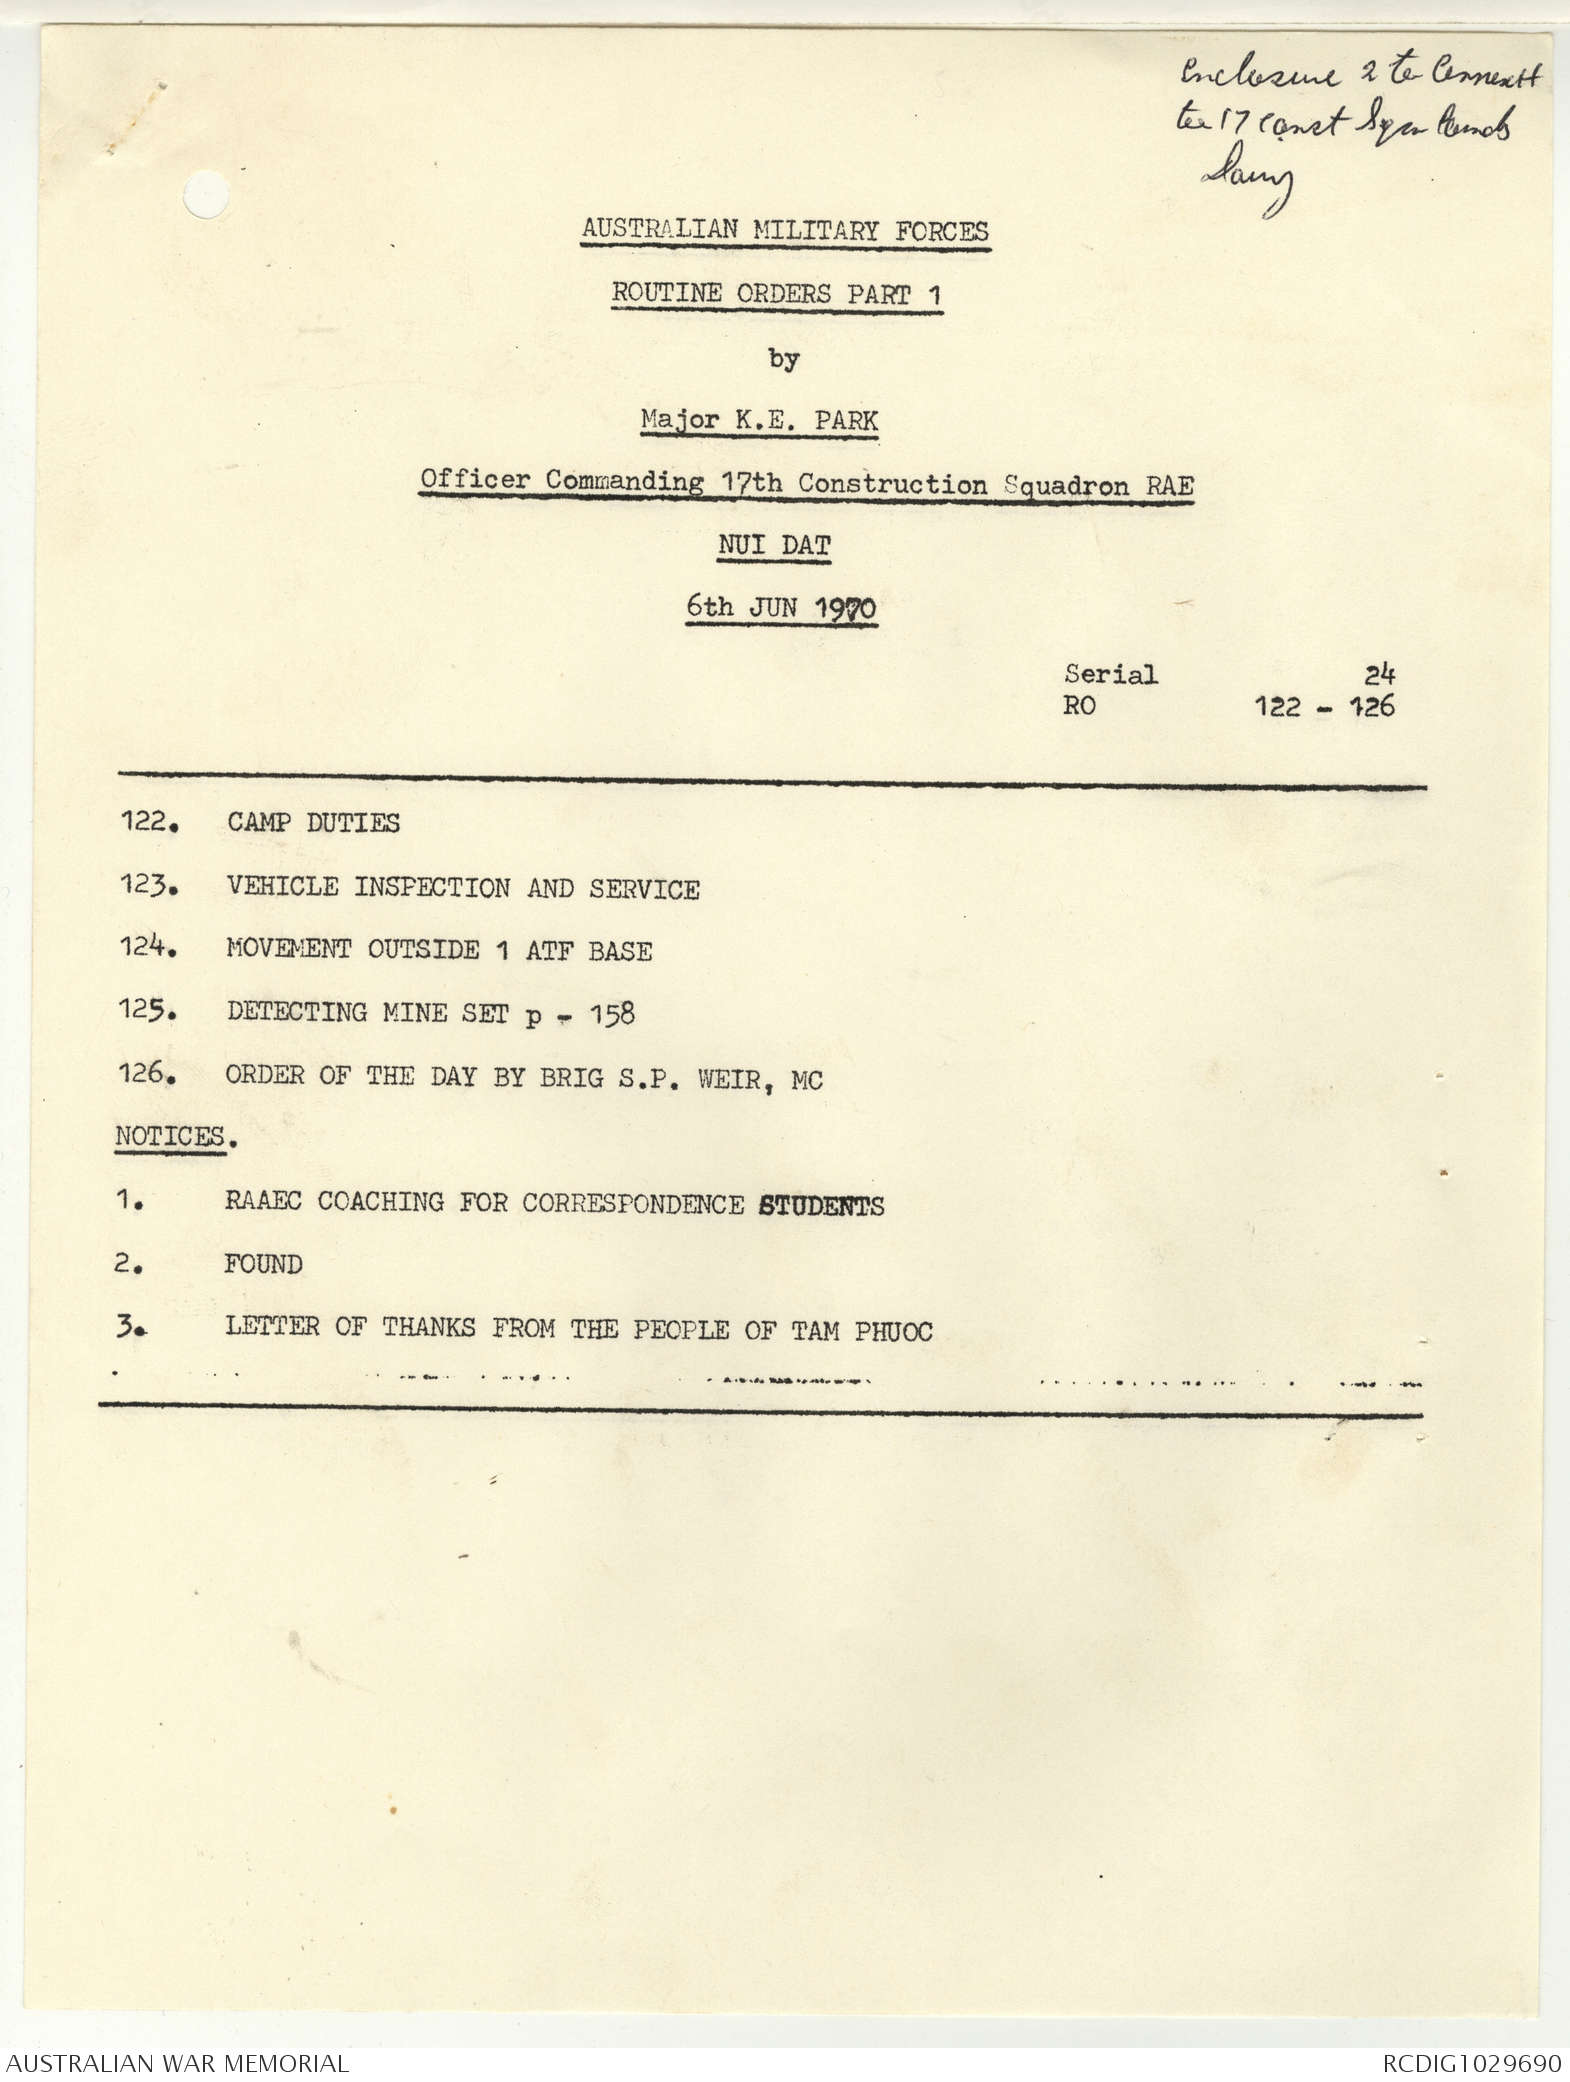 Enclosure 2 to Annex H
to 17 Const Sqn Comds
Diary
AUSTRALIAN MILITARY FORCES
ROUTINE ORDERS PART 1
by
Major K.E. PARK
Officer Commanding 17th Construction Squadron RAE
NUI DAT
6th JUN 1970
Serial 24
RO 122 - 126
122. CAMP DUTIES
123. VEHICLE INSPECTION AND SERVICE
124. MOVEMENT OUTSIDE 1 ATF BASE
125. DETECTING MINE SET p - 158
126. ORDER OF THE DAY BY BRIG S.P. WEIR, MC
NOTICES.
1. RAAEC COACHING FOR CORRESPONDENCE STUDENTS
2. FOUND
3. LETTER OF THANKS FROM THE PEOPLE OF TAM PHUOC
AUSTRALIAN WAR MEMORIAL
RCDIG1029690